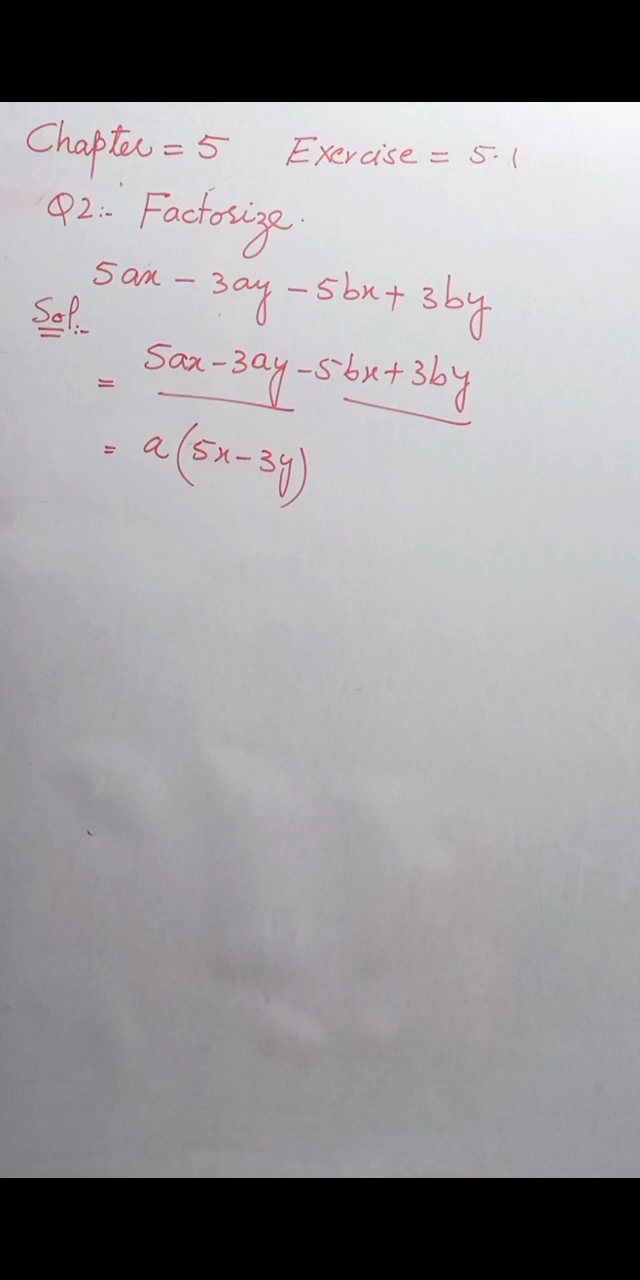 Chapter = 5 Exercise = 5.1
Q2:- Factorize.
5ax - 3ay - 5bx + 3by
Sol:-
= 5ax - 3ay - 5bx + 3by
= a(5x - 3y)